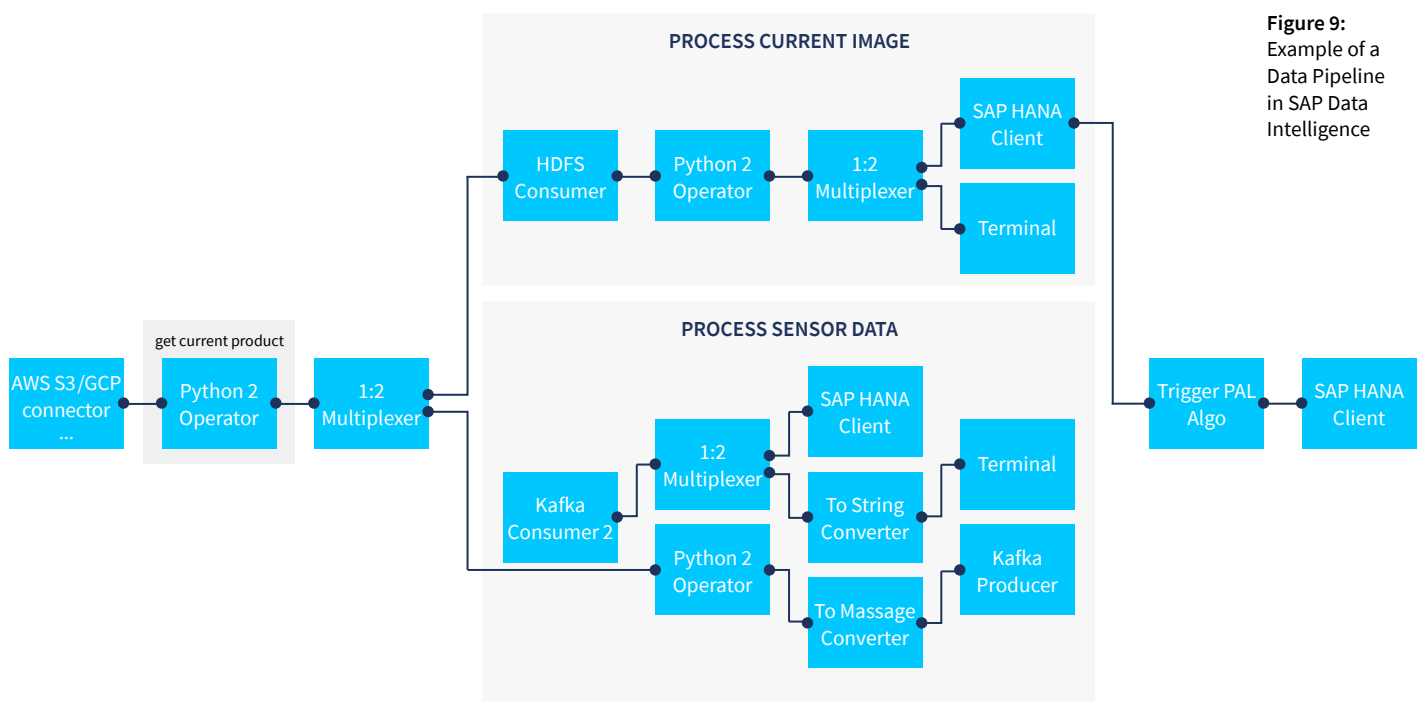 Figure 9:
Example of a
Data Pipeline
in SAP Data
Intelligence
PROCESS CURRENT IMAGE
HDFS
Consumer
Python 2
Operator
1:2
Multiplexer
SAP HANA
Client
Terminal
PROCESS SENSOR DATA
get current product
AWS S3/GCP
connector
...
Python 2
Operator
1:2
Multiplexer
Kafka
Consumer 2
1:2
Multiplexer
Python 2
Operator
SAP HANA
Client
To String
Converter
To Massage
Converter
Terminal
Kafka
Producer
Trigger PAL
Algo
SAP HANA
Client